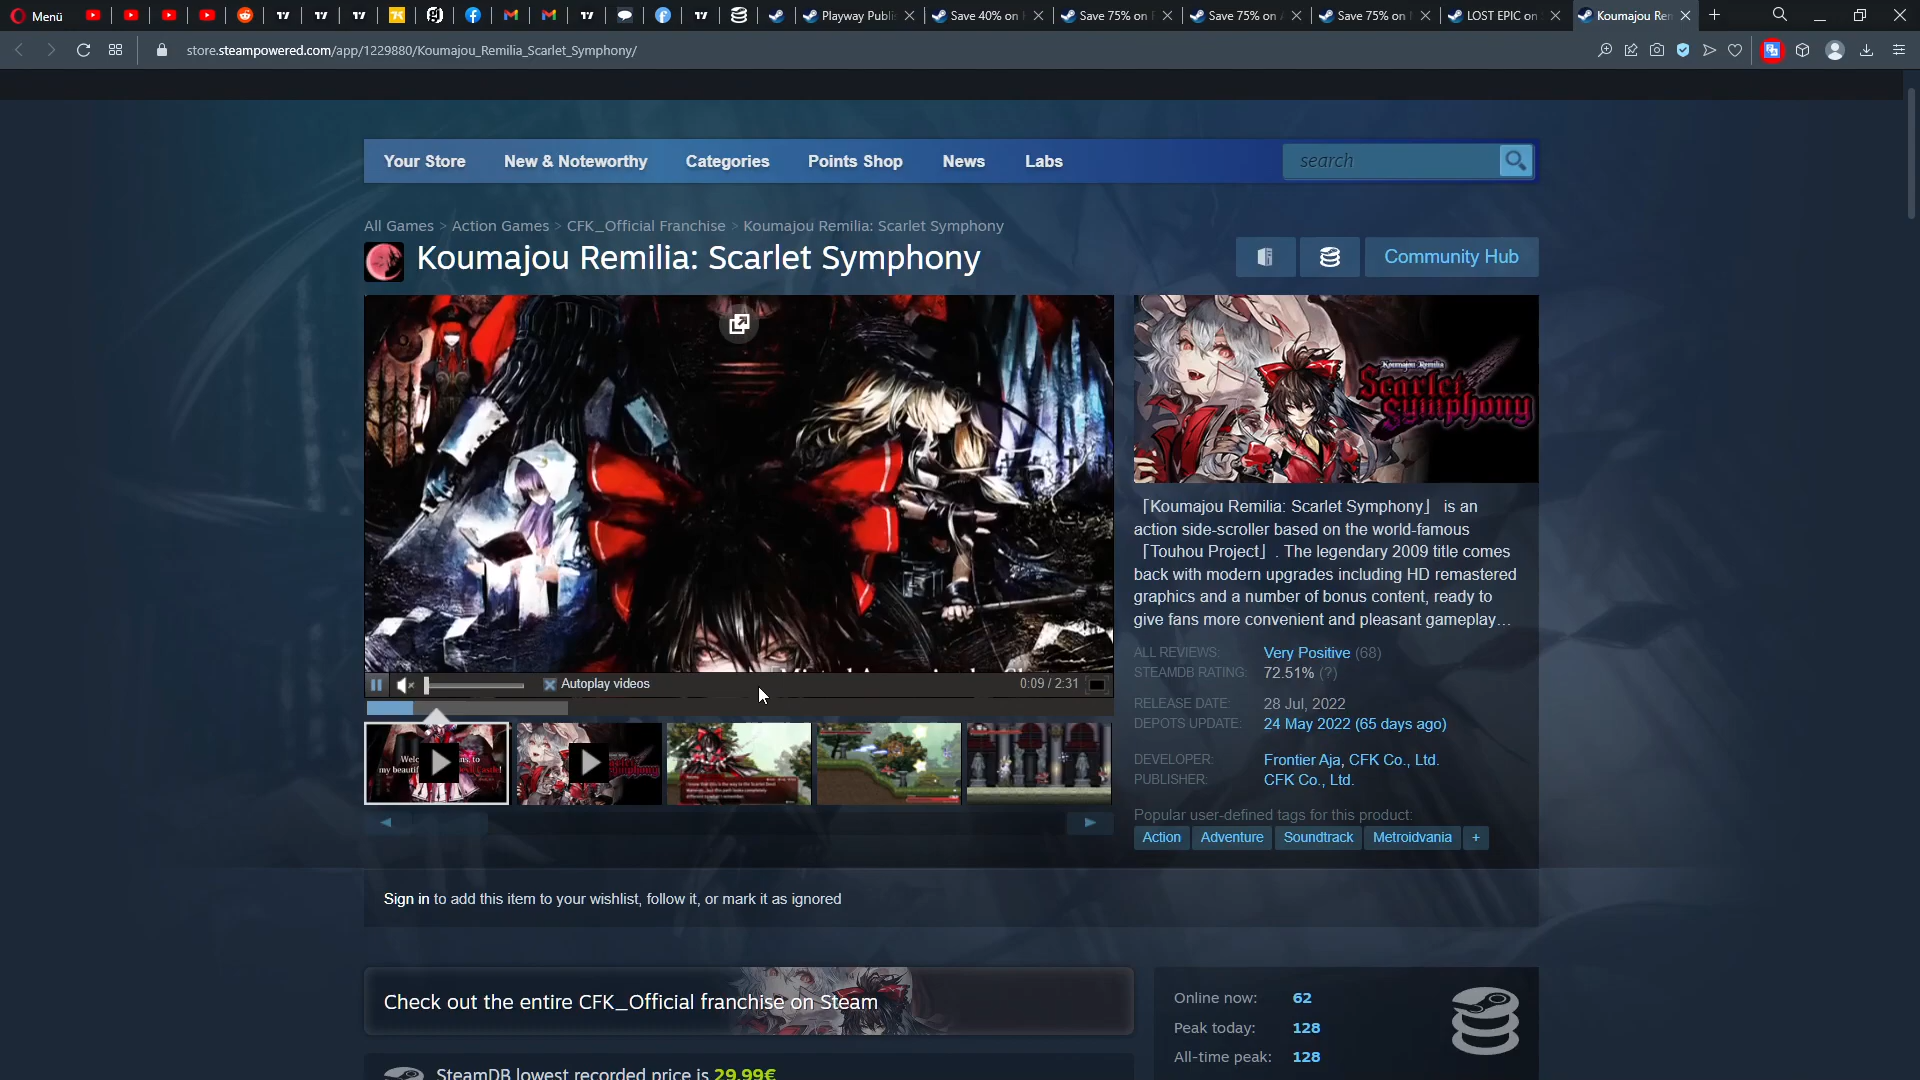 Menü
Playway Publis
Save 40% on
Save 75% on
Save 75% on
Save 75% on
LOST EPIC on
Koumajou Rem
store.steampowered.com/app/1229880/Koumajou_Remilia_Scarlet_Symphony/
Your Store
New & Noteworthy
Categories
Points Shop
News
Labs
search
All Games > Action Games > CFK_Official Franchise > Koumajou Remilia: Scarlet Symphony
Koumajou Remilia: Scarlet Symphony
Community Hub
Koumajou Remilia
Scarlet
Symphony
「Koumajou Remilia: Scarlet Symphony」 is an
action side-scroller based on the world-famous
「Touhou Project」. The legendary 2009 title comes
back with modern upgrades including HD remastered
graphics and a number of bonus content, ready to
give fans more convenient and pleasant gameplay…
ALL REVIEWS: Very Positive (68)
STEAMDB RATING: 72.51% (?)
RELEASE DATE: 28 Jul, 2022
DEPOTS UPDATE: 24 May 2022 (65 days ago)
DEVELOPER: Frontier Aja, CFK Co., Ltd.
PUBLISHER: CFK Co., Ltd.
Popular user-defined tags for this product:
Action
Adventure
Soundtrack
Metroidvania
+
Autoplay videos
0:09 / 2:31
Sign in to add this item to your wishlist, follow it, or mark it as ignored
Check out the entire CFK_Official franchise on Steam
Online now: 62
Peak today: 128
All-time peak: 128
SteamDB lowest recorded price is 29,99€